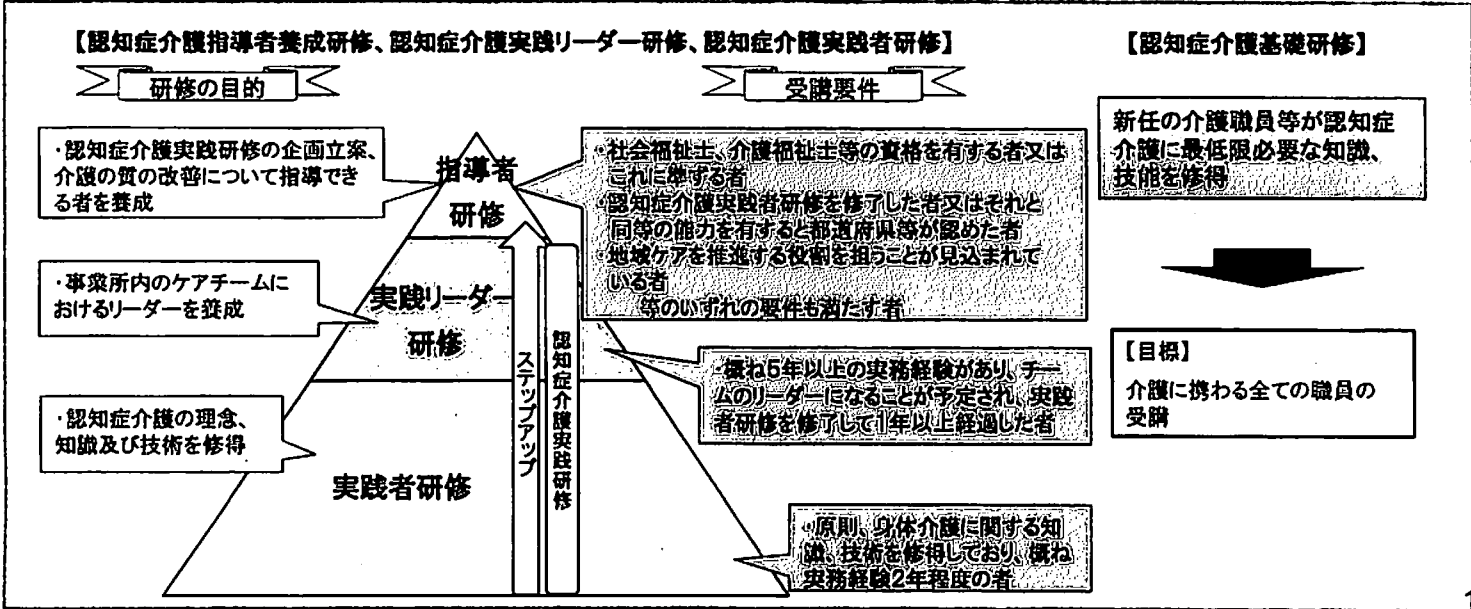 【認知症介護指導者養成研修、認知症介護実践リーダー研修、認知症介護実践者研修】
研修の目的
受講要件
・認知症介護実践研修の企画立案、
介護の質の改善について指導でき
る者を養成
指導者
研修
・社会福祉士、介護福祉士等の資格を有する者又は
これに準ずる者
・認知症介護実践者研修を修了した者又はそれと
同等の能力を有すると都道府県等が認めた者
・地域ケアを推進する役割を担うことが見込まれて
いる者
等のいずれの要件も満たす者
・事業所内のケアチームに
おけるリーダーを養成
実践リーダー
研修
・概ね5年以上の実務経験があり、チー
ムのリーダーになることが予定され、実践
者研修を修了して1年以上経過した者
・認知症介護の理念、
知識及び技術を修得
実践者研修
ステップアップ
認知症介護実践研修
・原則、身体介護に関する知
識、技術を修得しており、概ね
実務経験2年程度の者
【認知症介護基礎研修】
新任の介護職員等が認知症
介護に最低限必要な知識、
技能を修得
【目標】
介護に携わる全ての職員の
受講
1